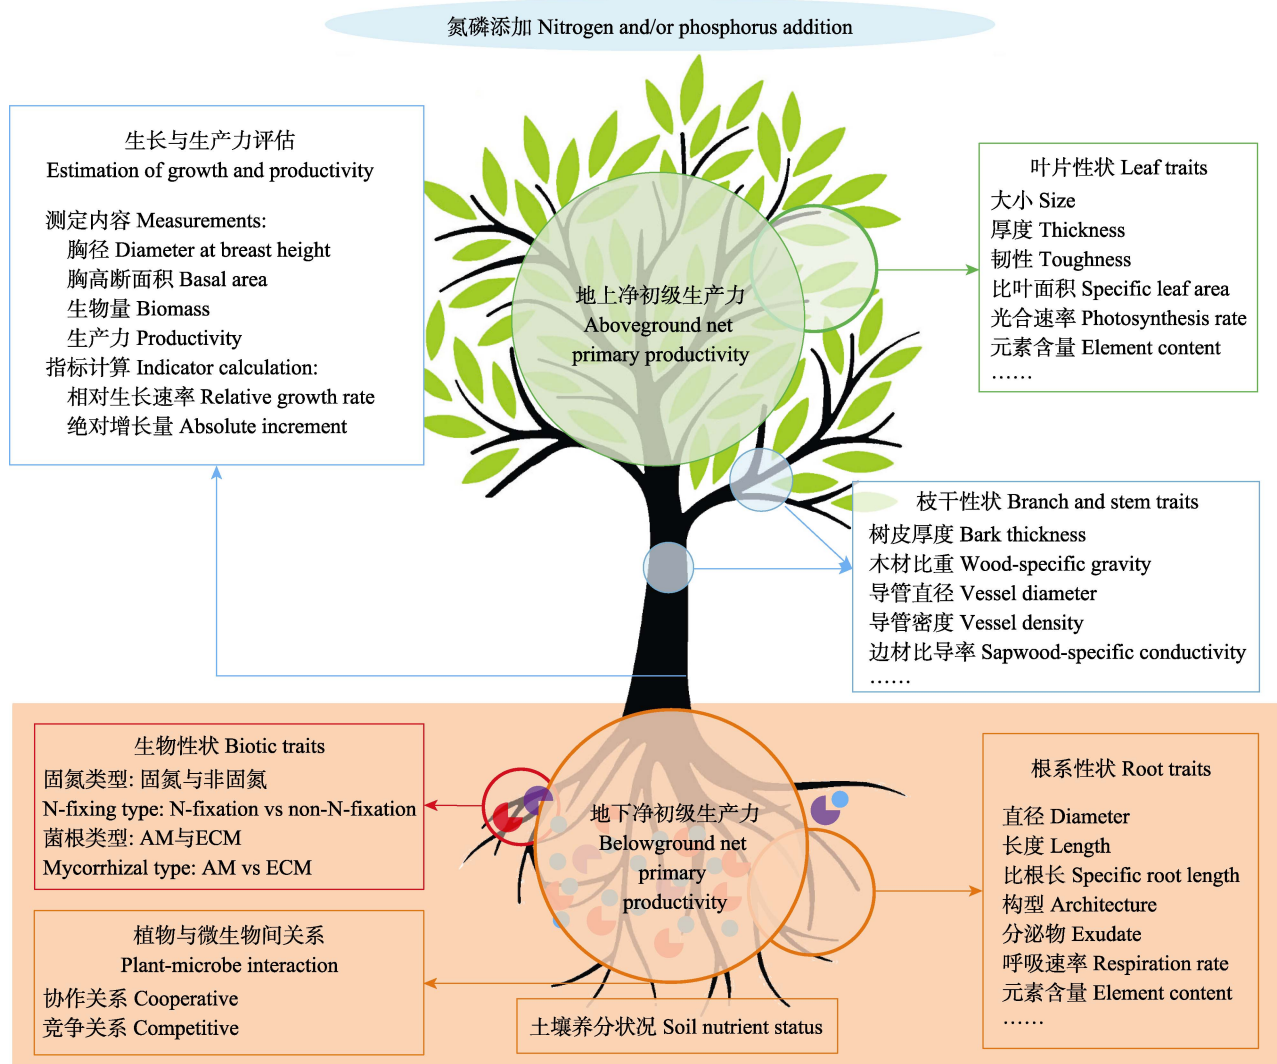 氮磷添加 Nitrogen and/or phosphorus addition
生长与生产力评估
Estimation of growth and productivity
测定内容 Measurements:
胸径 Diameter at breast height
胸高断面积 Basal area
生物量 Biomass
生产力 Productivity
指标计算 Indicator calculation:
相对生长速率 Relative growth rate
绝对增长量 Absolute increment
地上净初级生产力
Aboveground net
primary productivity
叶片性状 Leaf traits
大小 Size
厚度 Thickness
韧性 Toughness
比叶面积 Specific leaf area
光合速率 Photosynthesis rate
元素含量 Element content
……
枝干性状 Branch and stem traits
树皮厚度 Bark thickness
木材比重 Wood-specific gravity
导管直径 Vessel diameter
导管密度 Vessel density
边材比导率 Sapwood-specific conductivity
……
生物性状 Biotic traits
固氮类型: 固氮与非固氮
N-fixing type: N-fixation vs non-N-fixation
菌根类型: AM与ECM
Mycorrhizal type: AM vs ECM
植物与微生物间关系
Plant-microbe interaction
协作关系 Cooperative
竞争关系 Competitive
地下净初级生产力
Belowground net
primary
productivity
土壤养分状况 Soil nutrient status
根系性状 Root traits
直径 Diameter
长度 Length
比根长 Specific root length
构型 Architecture
分泌物 Exudate
呼吸速率 Respiration rate
元素含量 Element content
……